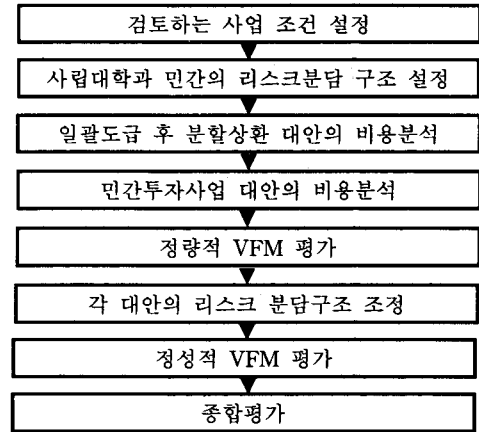 검토하는 사업 조건 설정
사립대학과 민간의 리스크분담 구조 설정
일괄도급 후 분할상환 대안의 비용분석
민간투자사업 대안의 비용분석
정량적 VFM 평가
각 대안의 리스크 분담구조 조정
정성적 VFM 평가
종합평가